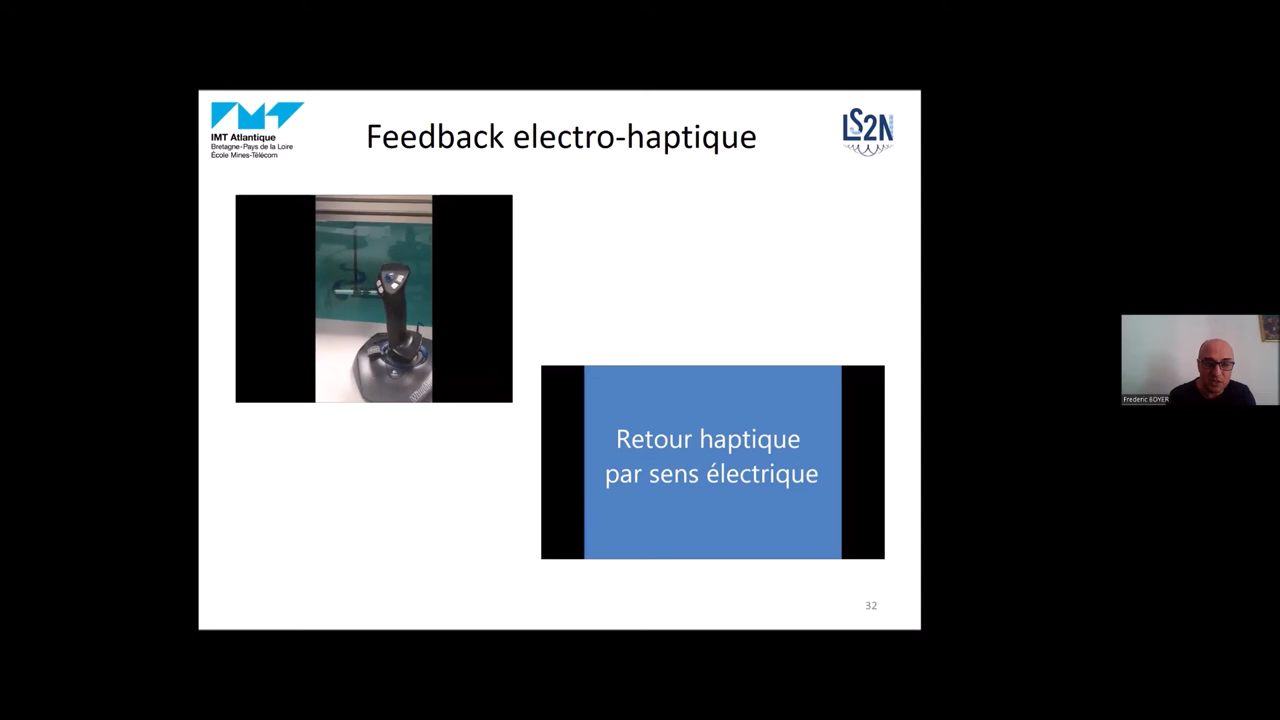 IMT Atlantique
Bretagne-Pays de la Loire
École Mines-Télécom
Feedback electro-haptique
LS2N
Retour haptique
par sens électrique
Frederic BOYER
32